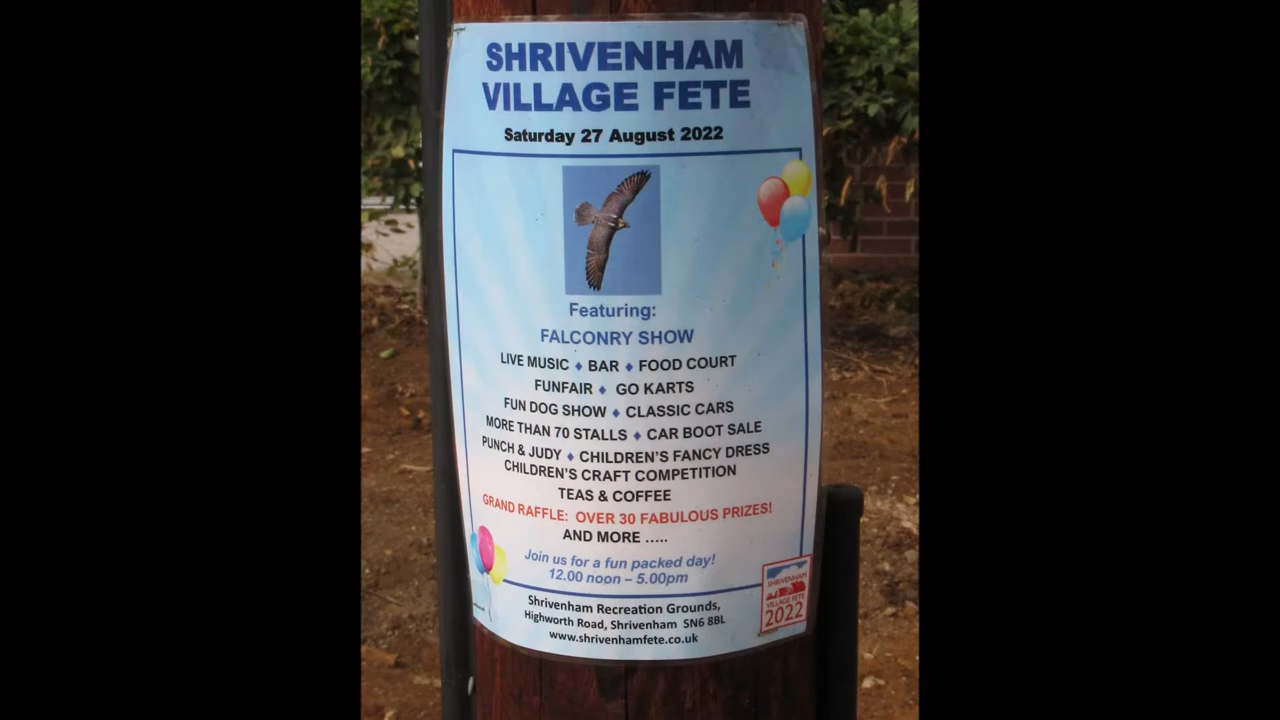 SHRIVENHAM
VILLAGE FETE
Saturday 27 August 2022
Featuring:
FALCONRY SHOW
LIVE MUSIC ♦ BAR ♦ FOOD COURT
FUNFAIR ♦ GO KARTS
FUN DOG SHOW ♦ CLASSIC CARS
MORE THAN 70 STALLS ♦ CAR BOOT SALE
PUNCH & JUDY ♦ CHILDREN'S FANCY DRESS
CHILDREN'S CRAFT COMPETITION
TEAS & COFFEE
GRAND RAFFLE: OVER 30 FABULOUS PRIZES!
AND MORE .....
Join us for a fun packed day!
12.00 noon – 5.00pm
Shrivenham Recreation Grounds,
Highworth Road, Shrivenham SN6 8BL
www.shrivenhamfete.co.uk
SHRIVENHAM
VILLAGE FETE
2022